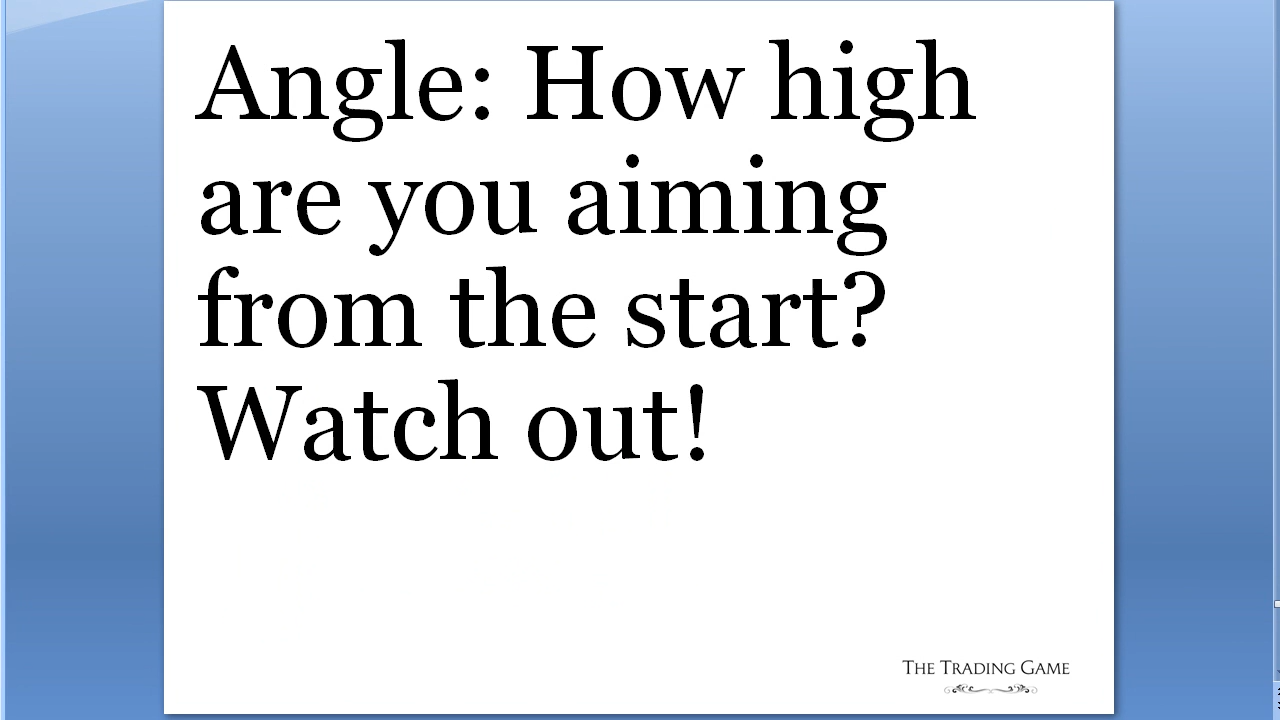 Angle: How high
are you aiming
from the start?
Watch out!
The Trading Game